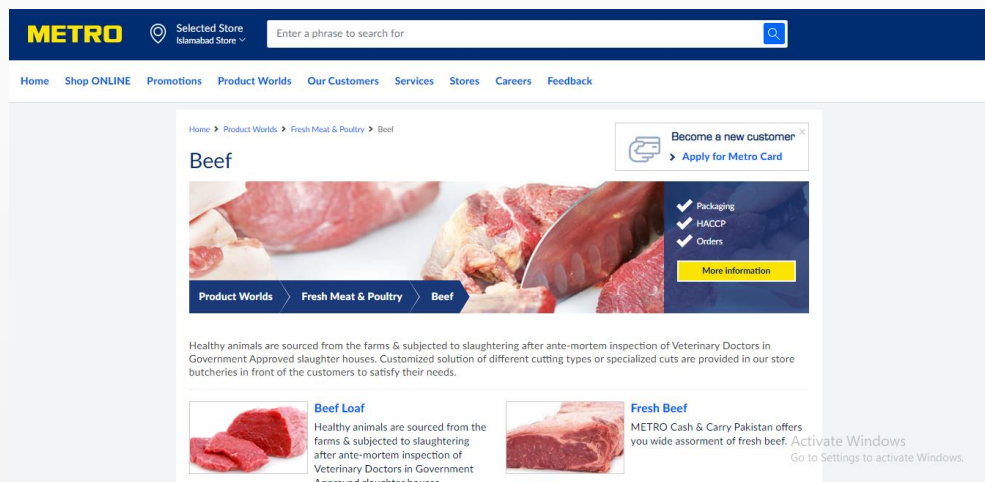 METRO
Selected Store
Islamabad Store
Enter a phrase to search for
Home Shop ONLINE Promotions Product Worlds Our Customers Services Stores Careers Feedback
Home > Product Worlds > Fresh Meat & Poultry > Beef
Become a new customer
> Apply for Metro Card
Beef
Packaging
HACCP
Orders
More information
Product Worlds Fresh Meat & Poultry Beef
Healthy animals are sourced from the farms & subjected to slaughtering after ante-mortem inspection of Veterinary Doctors in
Government Approved slaughter houses. Customized solution of different cutting types or specialized cuts are provided in our store
butcheries in front of the customers to satisfy their needs.
Beef Loaf
Healthy animals are sourced from the
farms & subjected to slaughtering
after ante-mortem inspection of
Veterinary Doctors in Government
Approved slaughter houses
Fresh Beef
METRO Cash & Carry Pakistan offers
you wide assorment of fresh beef.
Activate Windows
Go to Settings to activate Windows.